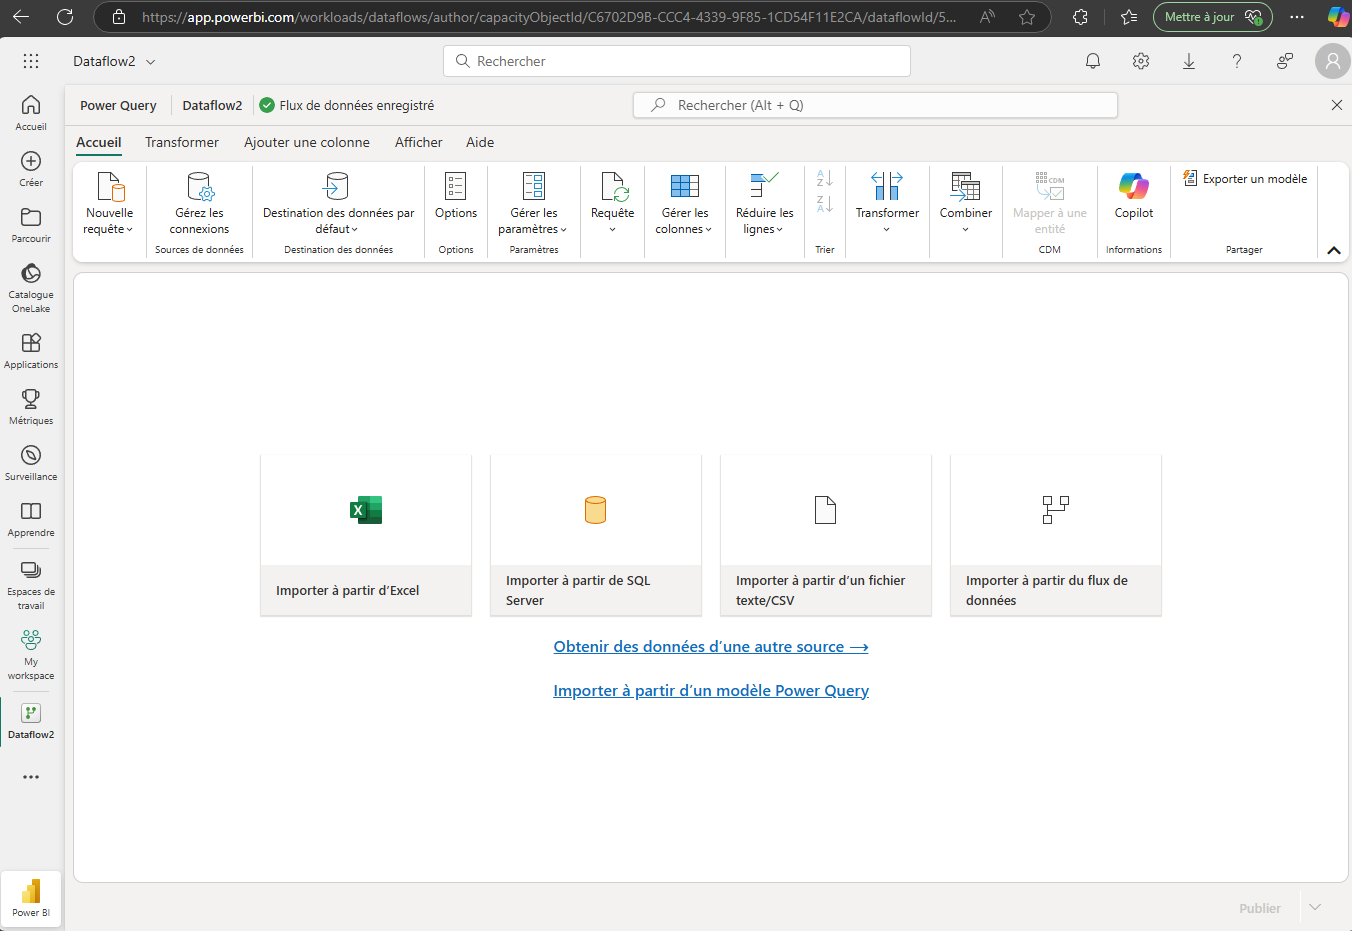 https://app.powerbi.com/workloads/dataflows/author/capacityObjectId/C6702D9B-CCC4-4339-9F85-1CD54F11E2CA/dataflowId/5...
Mettre à jour
Dataflow2
Rechercher
Power Query
Dataflow2
Flux de données enregistré
Rechercher (Alt + Q)
Accueil
Transformer
Ajouter une colonne
Afficher
Aide
Nouvelle
requête
Gérez les
connexions
Sources de données
Destination des données par
défaut
Destination des données
Options
Options
Gérer les
paramètres
Paramètres
Requête
Gérer les
colonnes
Réduire les
lignes
A
Z
Z
A
Trier
Transformer
Combiner
CDM
Mapper à une
entité
CDM
Copilot
Informations
Exporter un modèle
Partager
Accueil
Créer
Parcourir
Catalogue
OneLake
Applications
Métriques
Surveillance
Apprendre
Espaces de
travail
My
workspace
Dataflow2
Power BI
X
Importer à partir d’Excel
Importer à partir de SQL
Server
Importer à partir d’un fichier
texte/CSV
Importer à partir du flux de
données
Obtenir des données d’une autre source →
Importer à partir d’un modèle Power Query
Publier